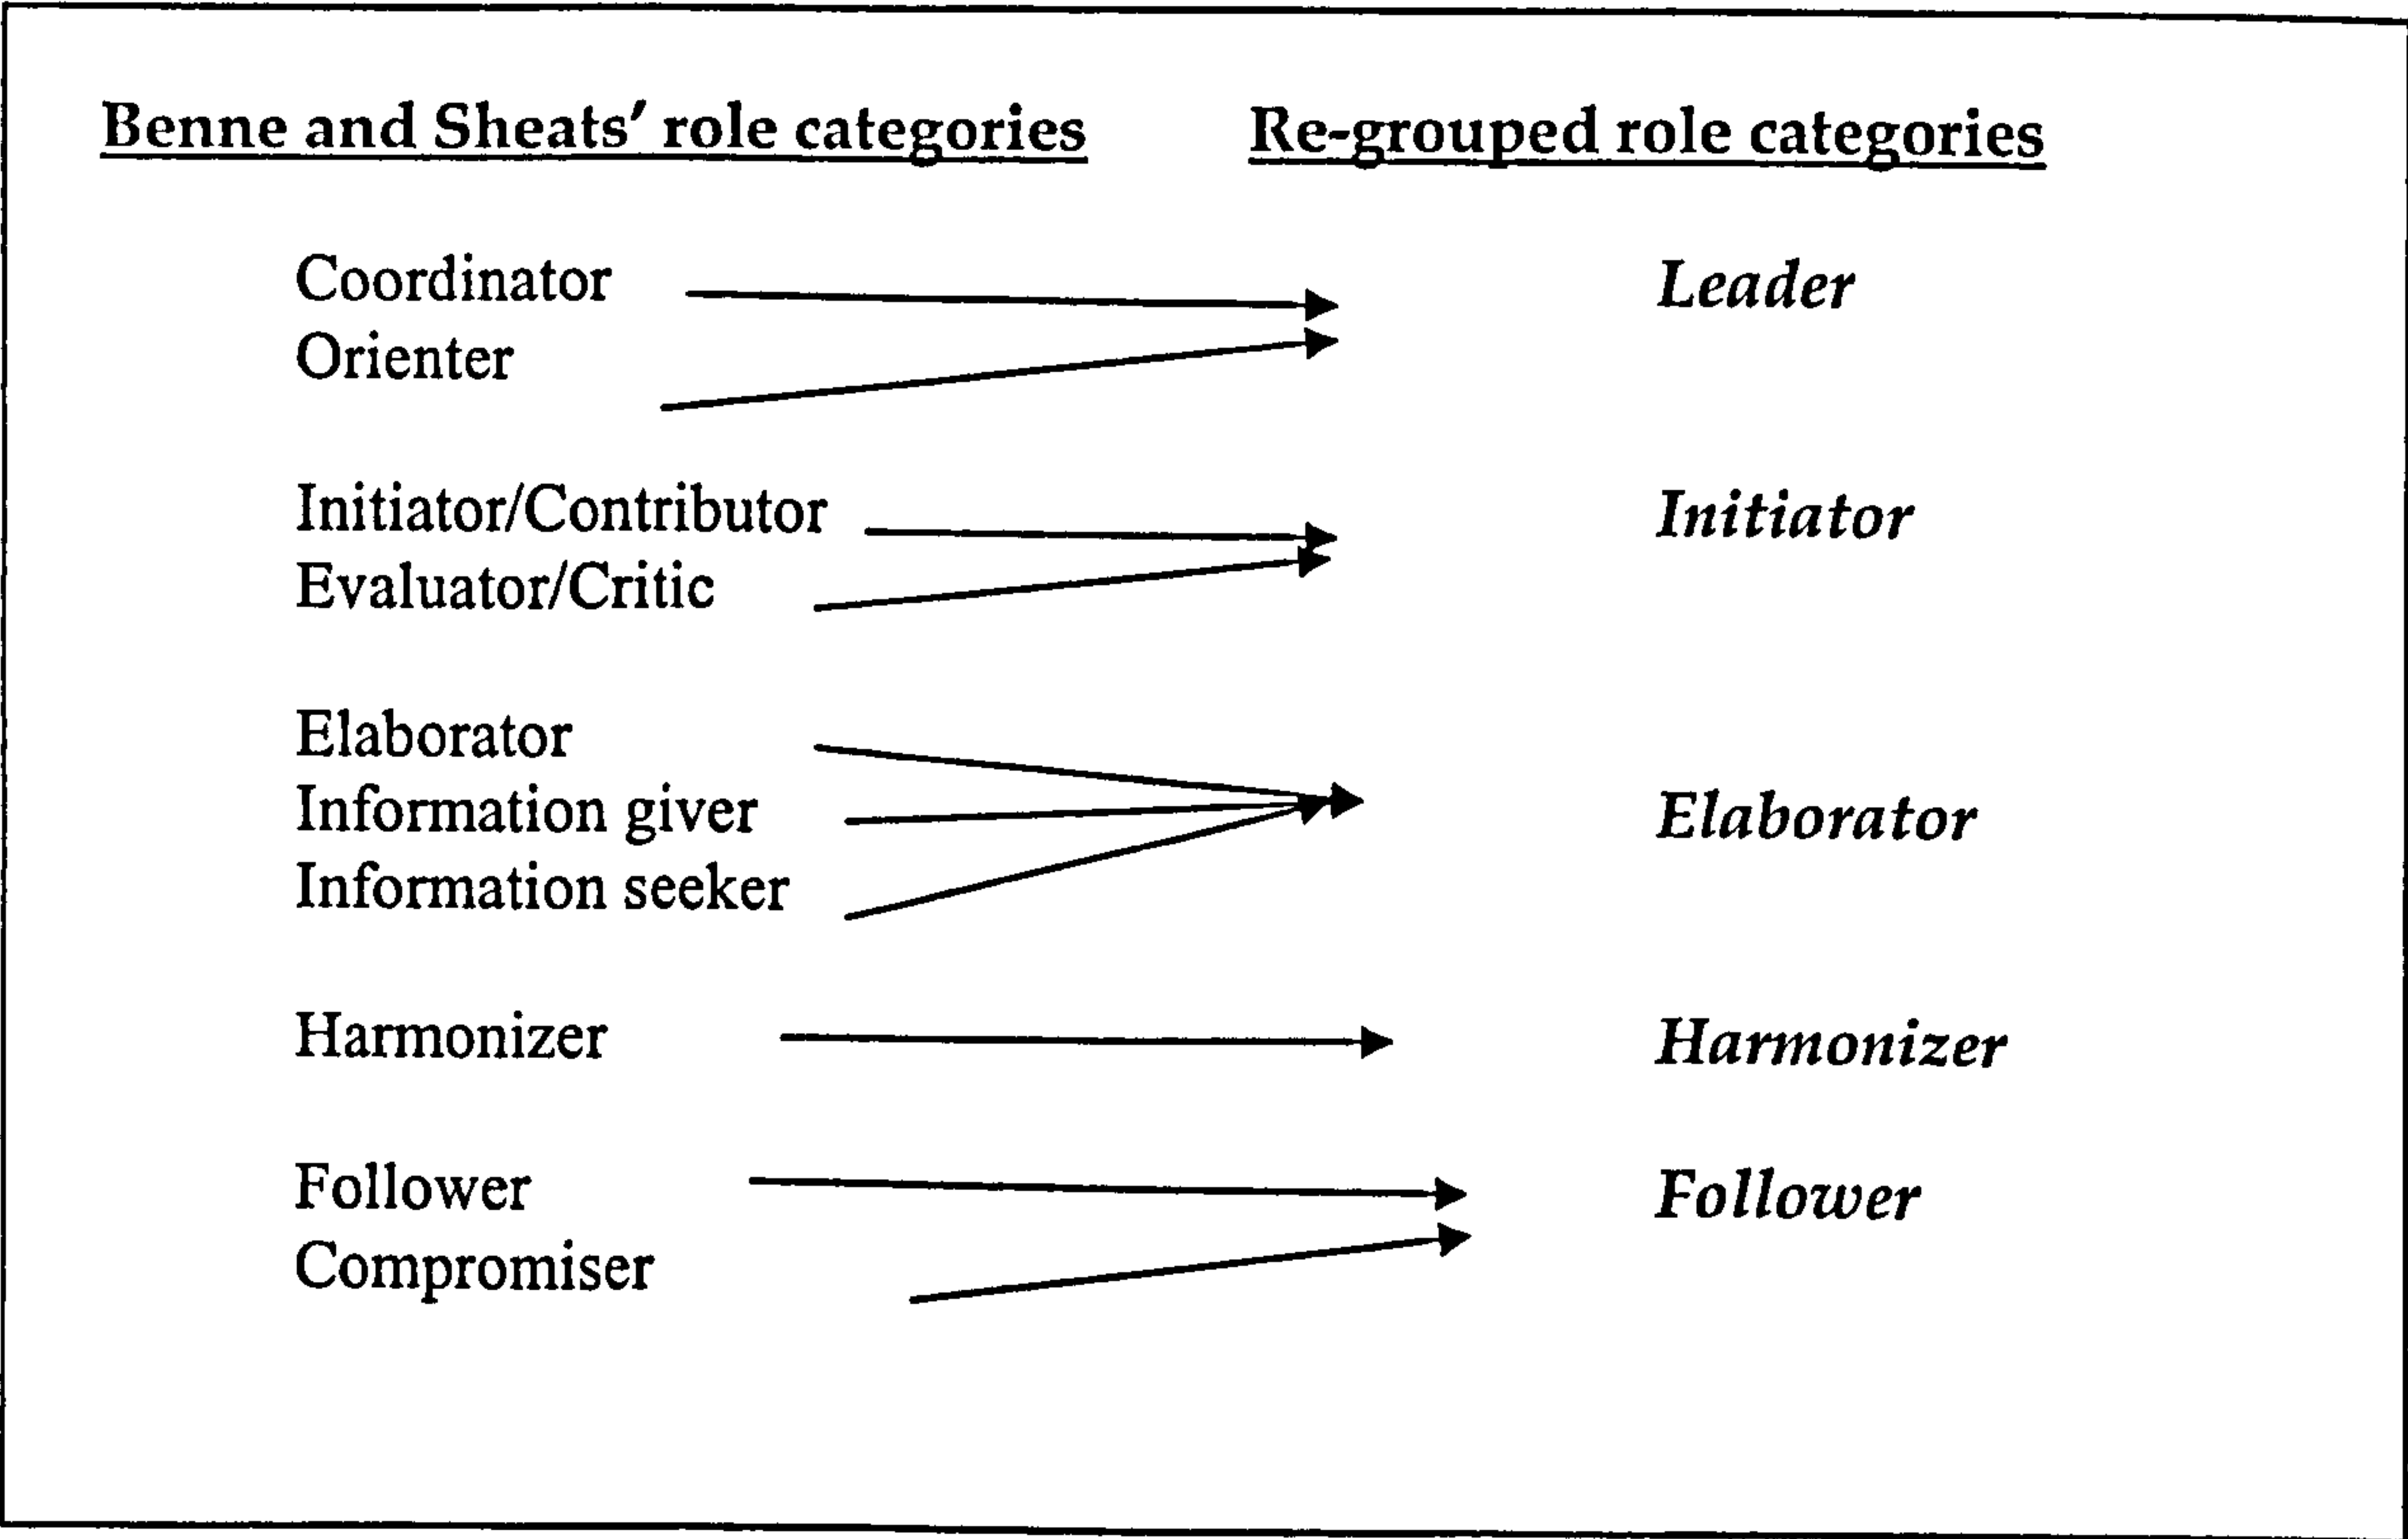 Benne and Sheats' role categories Re-grouped role categories
Coordinator Leader
Orienter
Initiator/Contributor Initiator
Evaluator/Critic
Elaborator
Information giver Elaborator
Information seeker
Harmonizer Harmonizer
Follower Follower
Compromiser